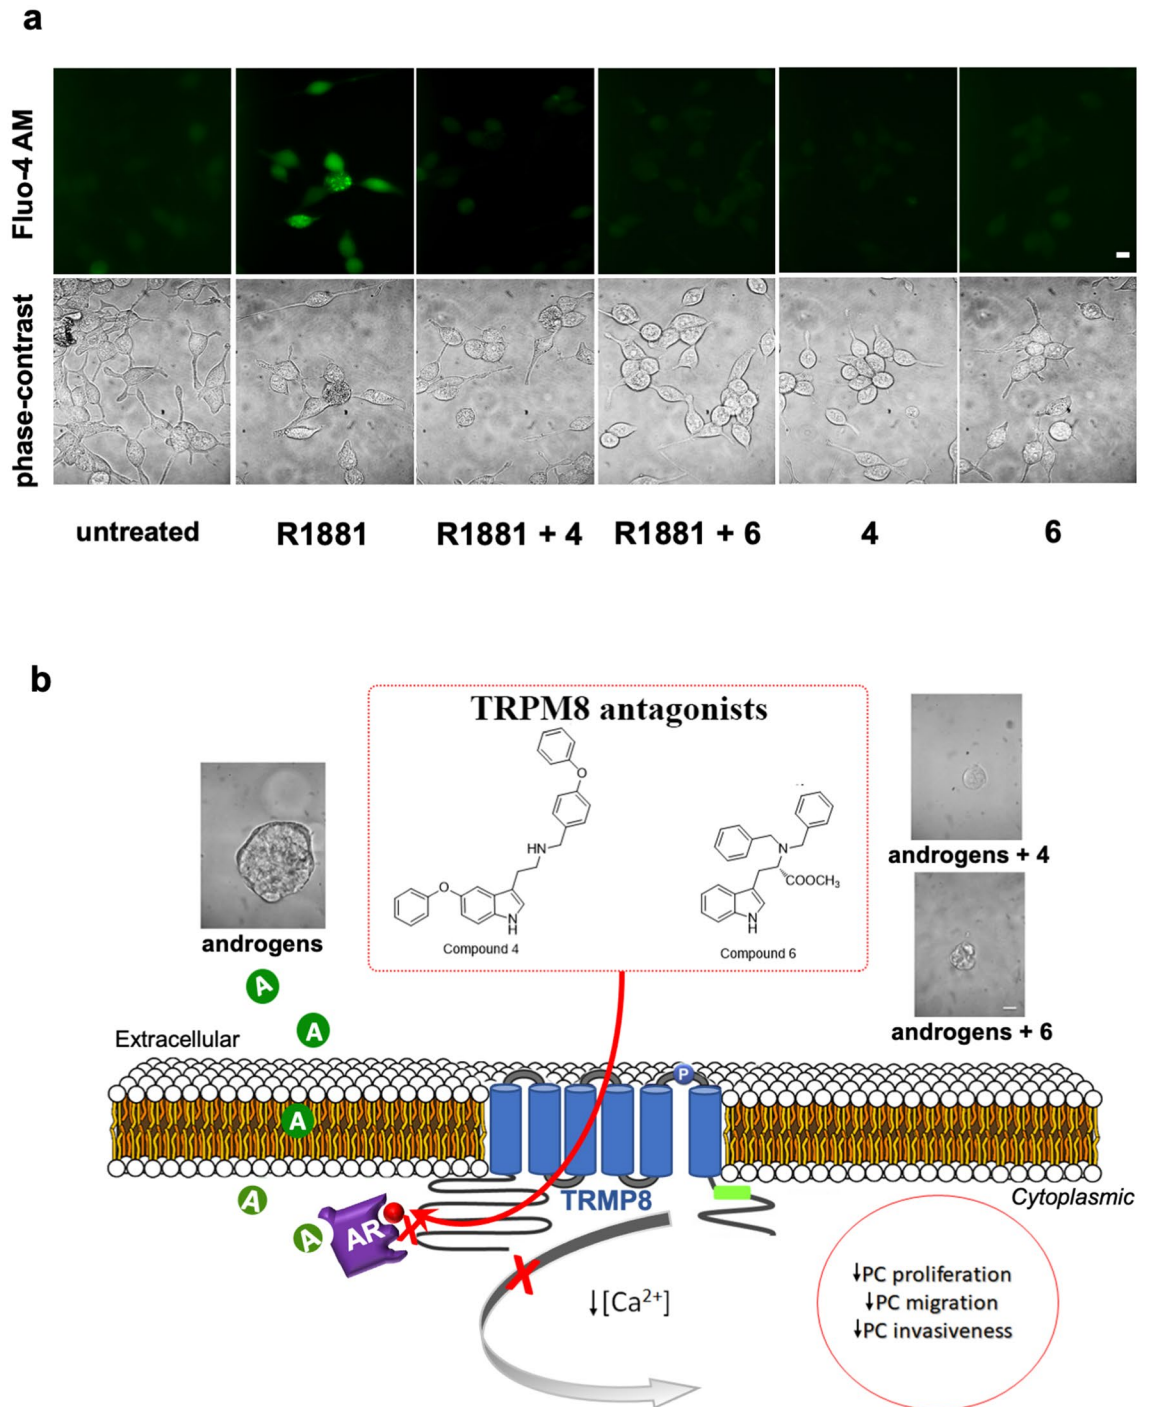 a
Fluo-4 AM
phase-contrast
untreated
R1881
R1881 + 4
R1881 + 6
4
6
b
TRPM8 antagonists
O
HN
O
N
H
Compound 4
N
COOCH3
N
H
Compound 6
androgens
androgens + 4
androgens + 6
A
A
Extracellular
P
A
TRMP8
Cytoplasmic
A
A
AR
X
X
↓[Ca²⁺]
↓PC proliferation
↓PC migration
↓PC invasiveness